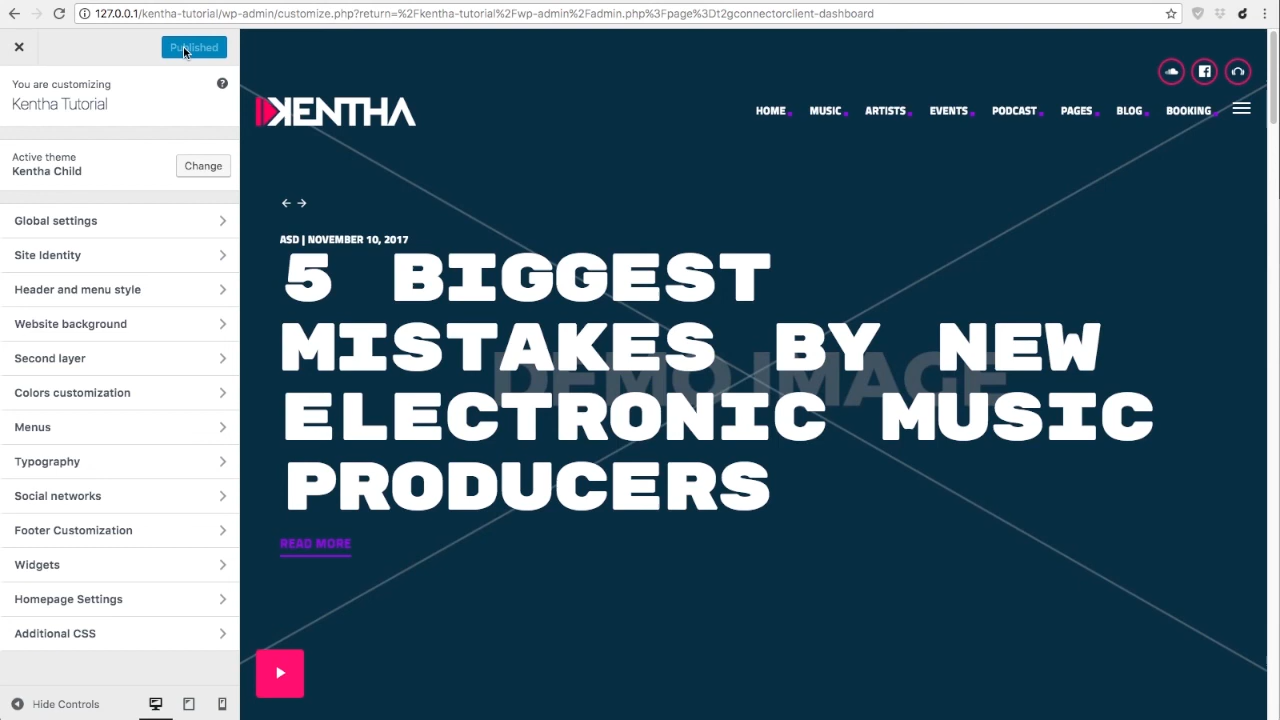 127.0.0.1/kentha-tutorial/wp-admin/customize.php?return=%2Fkentha-tutorial%2Fwp-admin%2Fadmin.php%3Fpage%3Dt2gconnectorclient-dashboard
Published
You are customizing
Kentha Tutorial
Active theme
Kentha Child
Change
Global settings
Site Identity
Header and menu style
Website background
Second layer
Colors customization
Menus
Typography
Social networks
Footer Customization
Widgets
Homepage Settings
Additional CSS
Hide Controls
KENTHA
HOME MUSIC ARTISTS EVENTS PODCAST PAGES BLOG BOOKING
ASD | NOVEMBER 10, 2017
5 BIGGEST
MISTAKES BY NEW
ELECTRONIC MUSIC
PRODUCERS
DEMO IMAGE
READ MORE